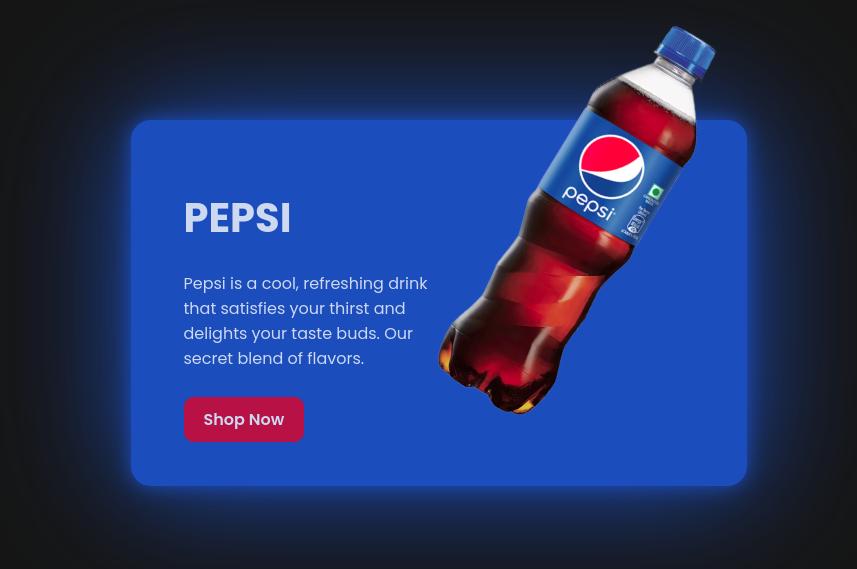 PEPSI
Pepsi is a cool, refreshing drink
that satisfies your thirst and
delights your taste buds. Our
secret blend of flavors.
Shop Now
pepsi